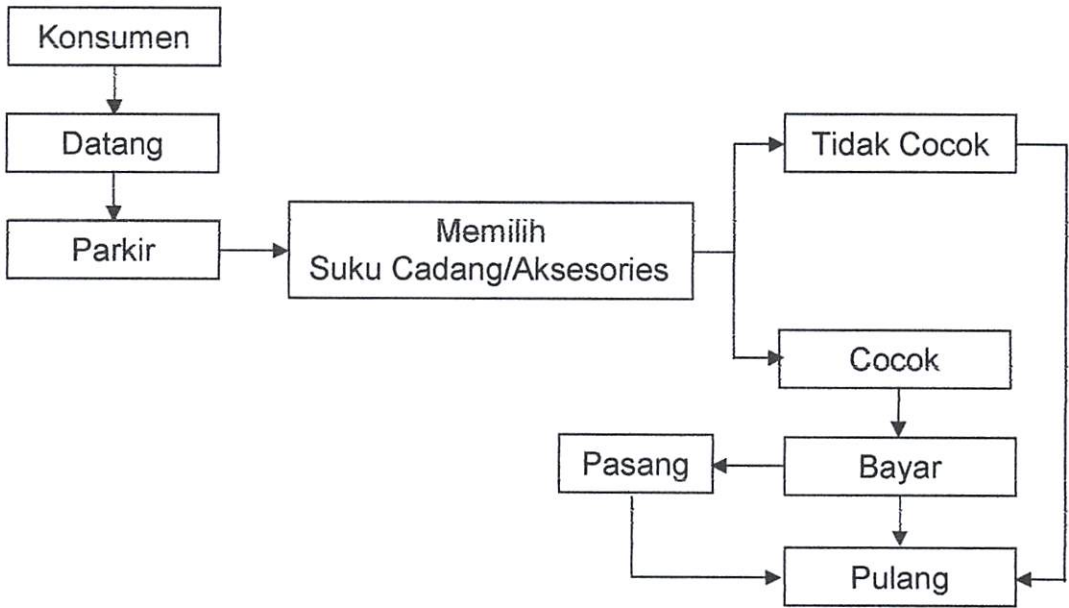 Konsumen
Datang
Parkir
Memilih
Suku Cadang/Aksesories
Tidak Cocok
Cocok
Bayar
Pasang
Pulang